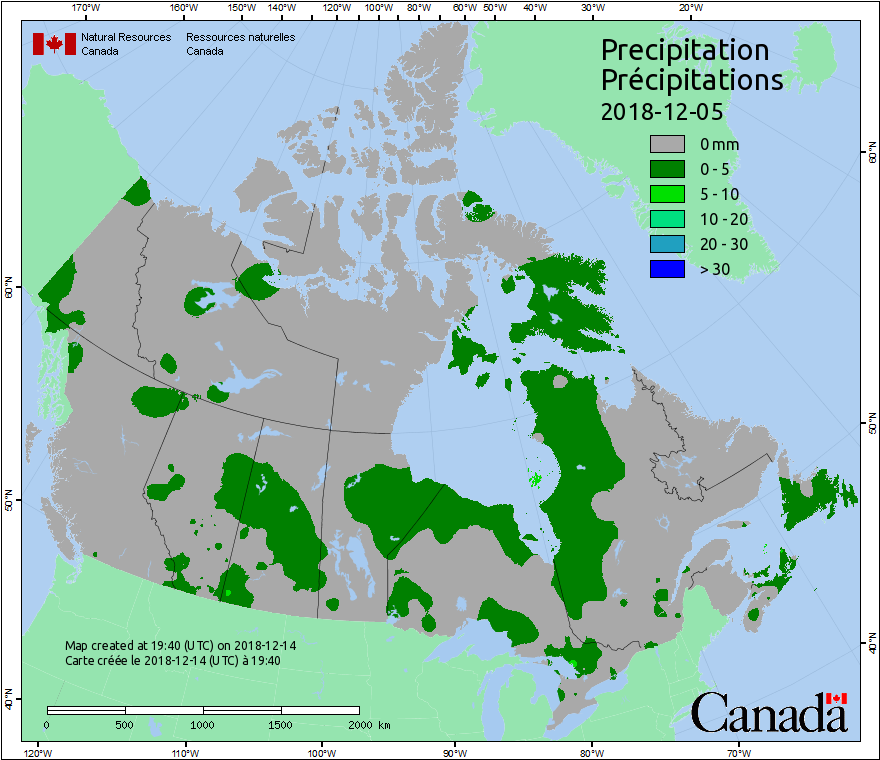 170°W 160°W 150°W 140°W 130°W 120°W 110°W 100°W 90°W 80°W 70°W 60°W 50°W 40°W 30°W 20°W
Natural Resources Canada
Ressources naturelles Canada
Precipitation
Précipitations
2018-12-05
0 mm
0 - 5
5 - 10
10 - 20
20 - 30
> 30
60°N
60°N
50°N
50°N
40°N
40°N
Map created at 19:40 (UTC) on 2018-12-14
Carte créée le 2018-12-14 (UTC) à 19:40
0 500 1000 1500 2000 km
Canada
120°W 110°W 100°W 90°W 80°W 70°W